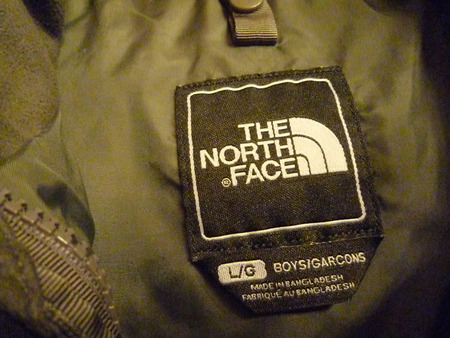 THE
NORTH
FACE
®
L/G BOYS/GARCONS
MADE IN BANGLADESH
FABRIQUE AU BANGLADESH